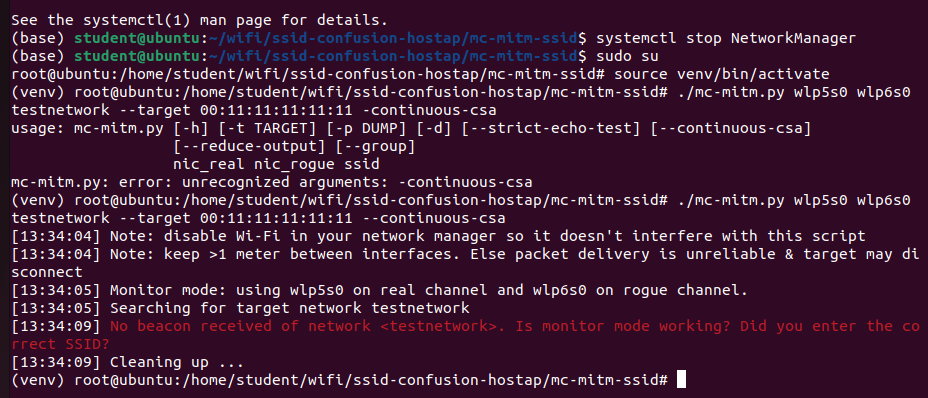 See the systemctl(1) man page for details.
(base) student@ubuntu:~/wifi/ssid-confusion-hostap/mc-mitm-ssid$ systemctl stop NetworkManager
(base) student@ubuntu:~/wifi/ssid-confusion-hostap/mc-mitm-ssid$ sudo su
root@ubuntu:/home/student/wifi/ssid-confusion-hostap/mc-mitm-ssid# source venv/bin/activate
(venv) root@ubuntu:/home/student/wifi/ssid-confusion-hostap/mc-mitm-ssid# ./mc-mitm.py wlp5s0 wlp6s0
testnetwork --target 00:11:11:11:11:11 -continuous-csa
usage: mc-mitm.py [-h] [-t TARGET] [-p DUMP] [-d] [--strict-echo-test] [--continuous-csa]
[--reduce-output] [--group]
nic_real nic_rogue ssid
mc-mitm.py: error: unrecognized arguments: -continuous-csa
(venv) root@ubuntu:/home/student/wifi/ssid-confusion-hostap/mc-mitm-ssid# ./mc-mitm.py wlp5s0 wlp6s0
testnetwork --target 00:11:11:11:11:11 --continuous-csa
[13:34:04] Note: disable Wi-Fi in your network manager so it doesn't interfere with this script
[13:34:04] Note: keep >1 meter between interfaces. Else packet delivery is unreliable & target may di
sconnect
[13:34:05] Monitor mode: using wlp5s0 on real channel and wlp6s0 on rogue channel.
[13:34:05] Searching for target network testnetwork
[13:34:09] No beacon received of network <testnetwork>. Is monitor mode working? Did you enter the co
rrect SSID?
[13:34:09] Cleaning up ...
(venv) root@ubuntu:/home/student/wifi/ssid-confusion-hostap/mc-mitm-ssid#